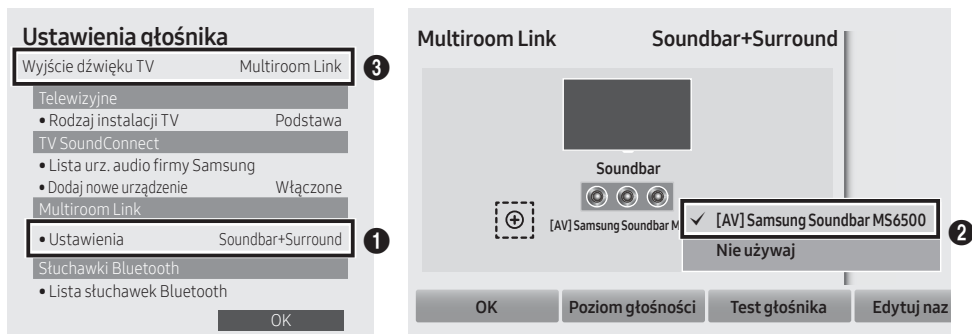 Ustawienia głośnika
Wyjście dźwięku TV Multiroom Link
3
Telewizyjne
• Rodzaj instalacji TV Podstawa
TV SoundConnect
• Lista urz. audio firmy Samsung
• Dodaj nowe urządzenie Włączone
Multiroom Link
• Ustawienia Soundbar+Surround
1
Słuchawki Bluetooth
• Lista słuchawek Bluetooth
OK
Multiroom Link Soundbar+Surround
Soundbar
[AV] Samsung Soundbar M
✓ [AV] Samsung Soundbar MS6500
2
Nie używaj
OK Poziom głośności Test głośnika Edytuj naz